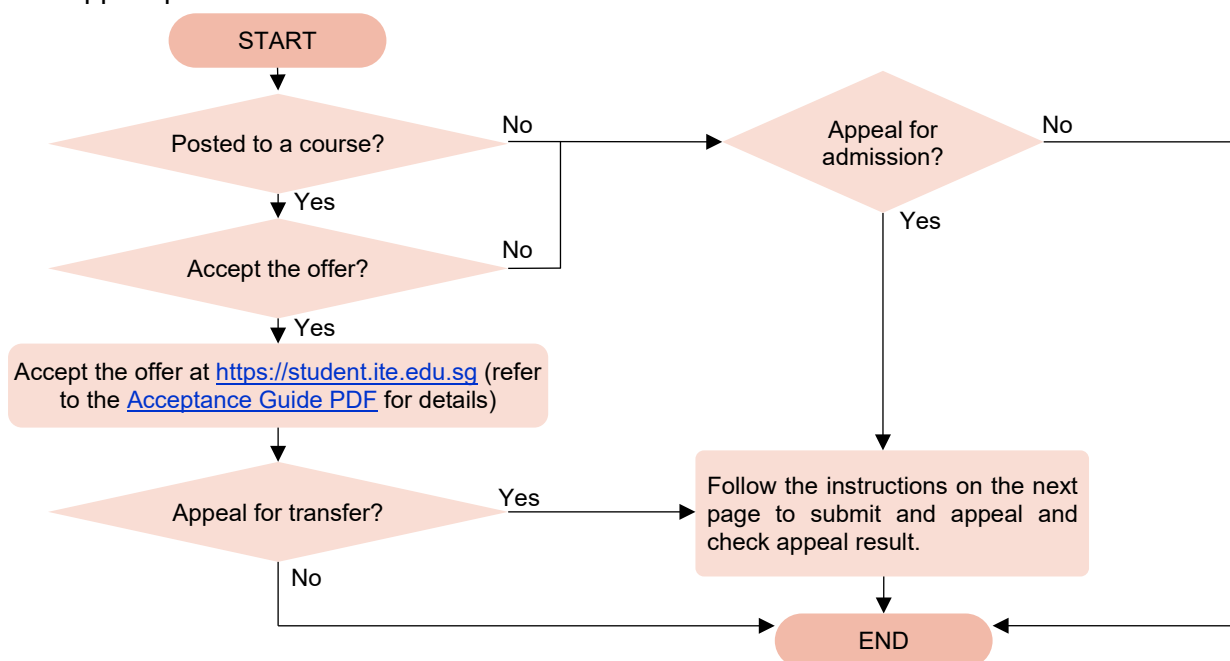 START
Posted to a course?
No
Yes
Accept the offer?
No
Yes
Accept the offer at https://student.ite.edu.sg (refer
to the Acceptance Guide PDF for details)
Appeal for transfer?
Yes
No
Appeal for
admission?
No
Yes
Follow the instructions on the next
page to submit and appeal and
check appeal result.
END